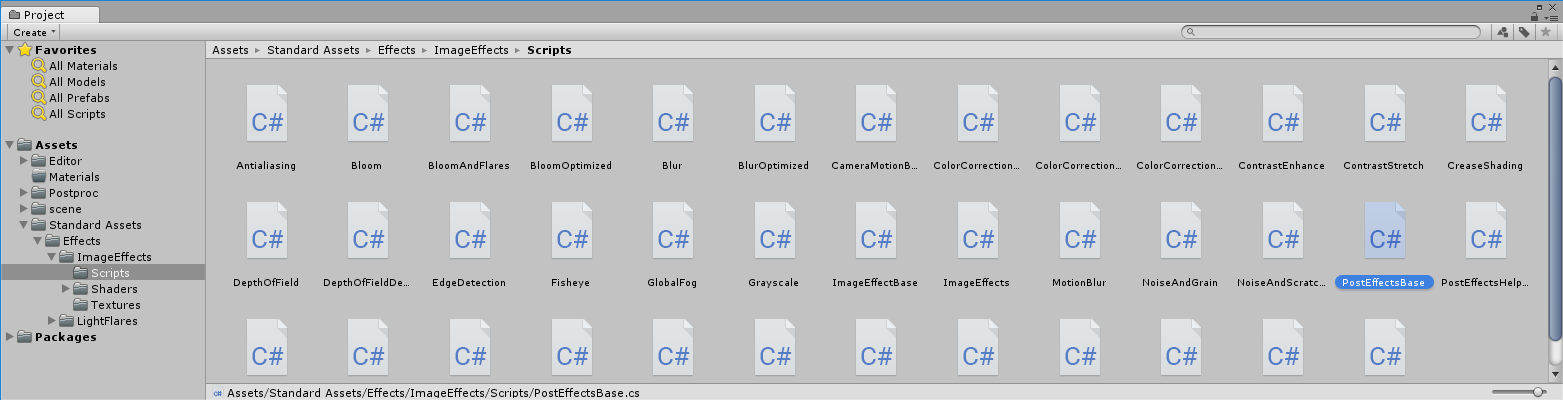 Project
Create
Favorites
All Materials
All Models
All Prefabs
All Scripts
Assets
Editor
Materials
Postproc
scene
Standard Assets
Effects
ImageEffects
Scripts
Shaders
Textures
LightFlares
Packages
Assets ▸ Standard Assets ▸ Effects ▸ ImageEffects ▸ Scripts
C# C# C# C# C# C# C# C# C# C# C# C# C#
Antialiasing Bloom BloomAndFlares BloomOptimized Blur BlurOptimized CameraMotionB... ColorCorrection... ColorCorrection... ColorCorrection... ContrastEnhance ContrastStretch CreaseShading
C# C# C# C# C# C# C# C# C# C# C# C# C#
DepthOfField DepthOfFieldDe... EdgeDetection Fisheye GlobalFog Grayscale ImageEffectBase ImageEffects MotionBlur NoiseAndGrain NoiseAndScratc... PostEffectsBase PostEffectsHelp...
C# C# C# C# C# C# C# C# C# C# C# C#
C# Assets/Standard Assets/Effects/ImageEffects/Scripts/PostEffectsBase.cs